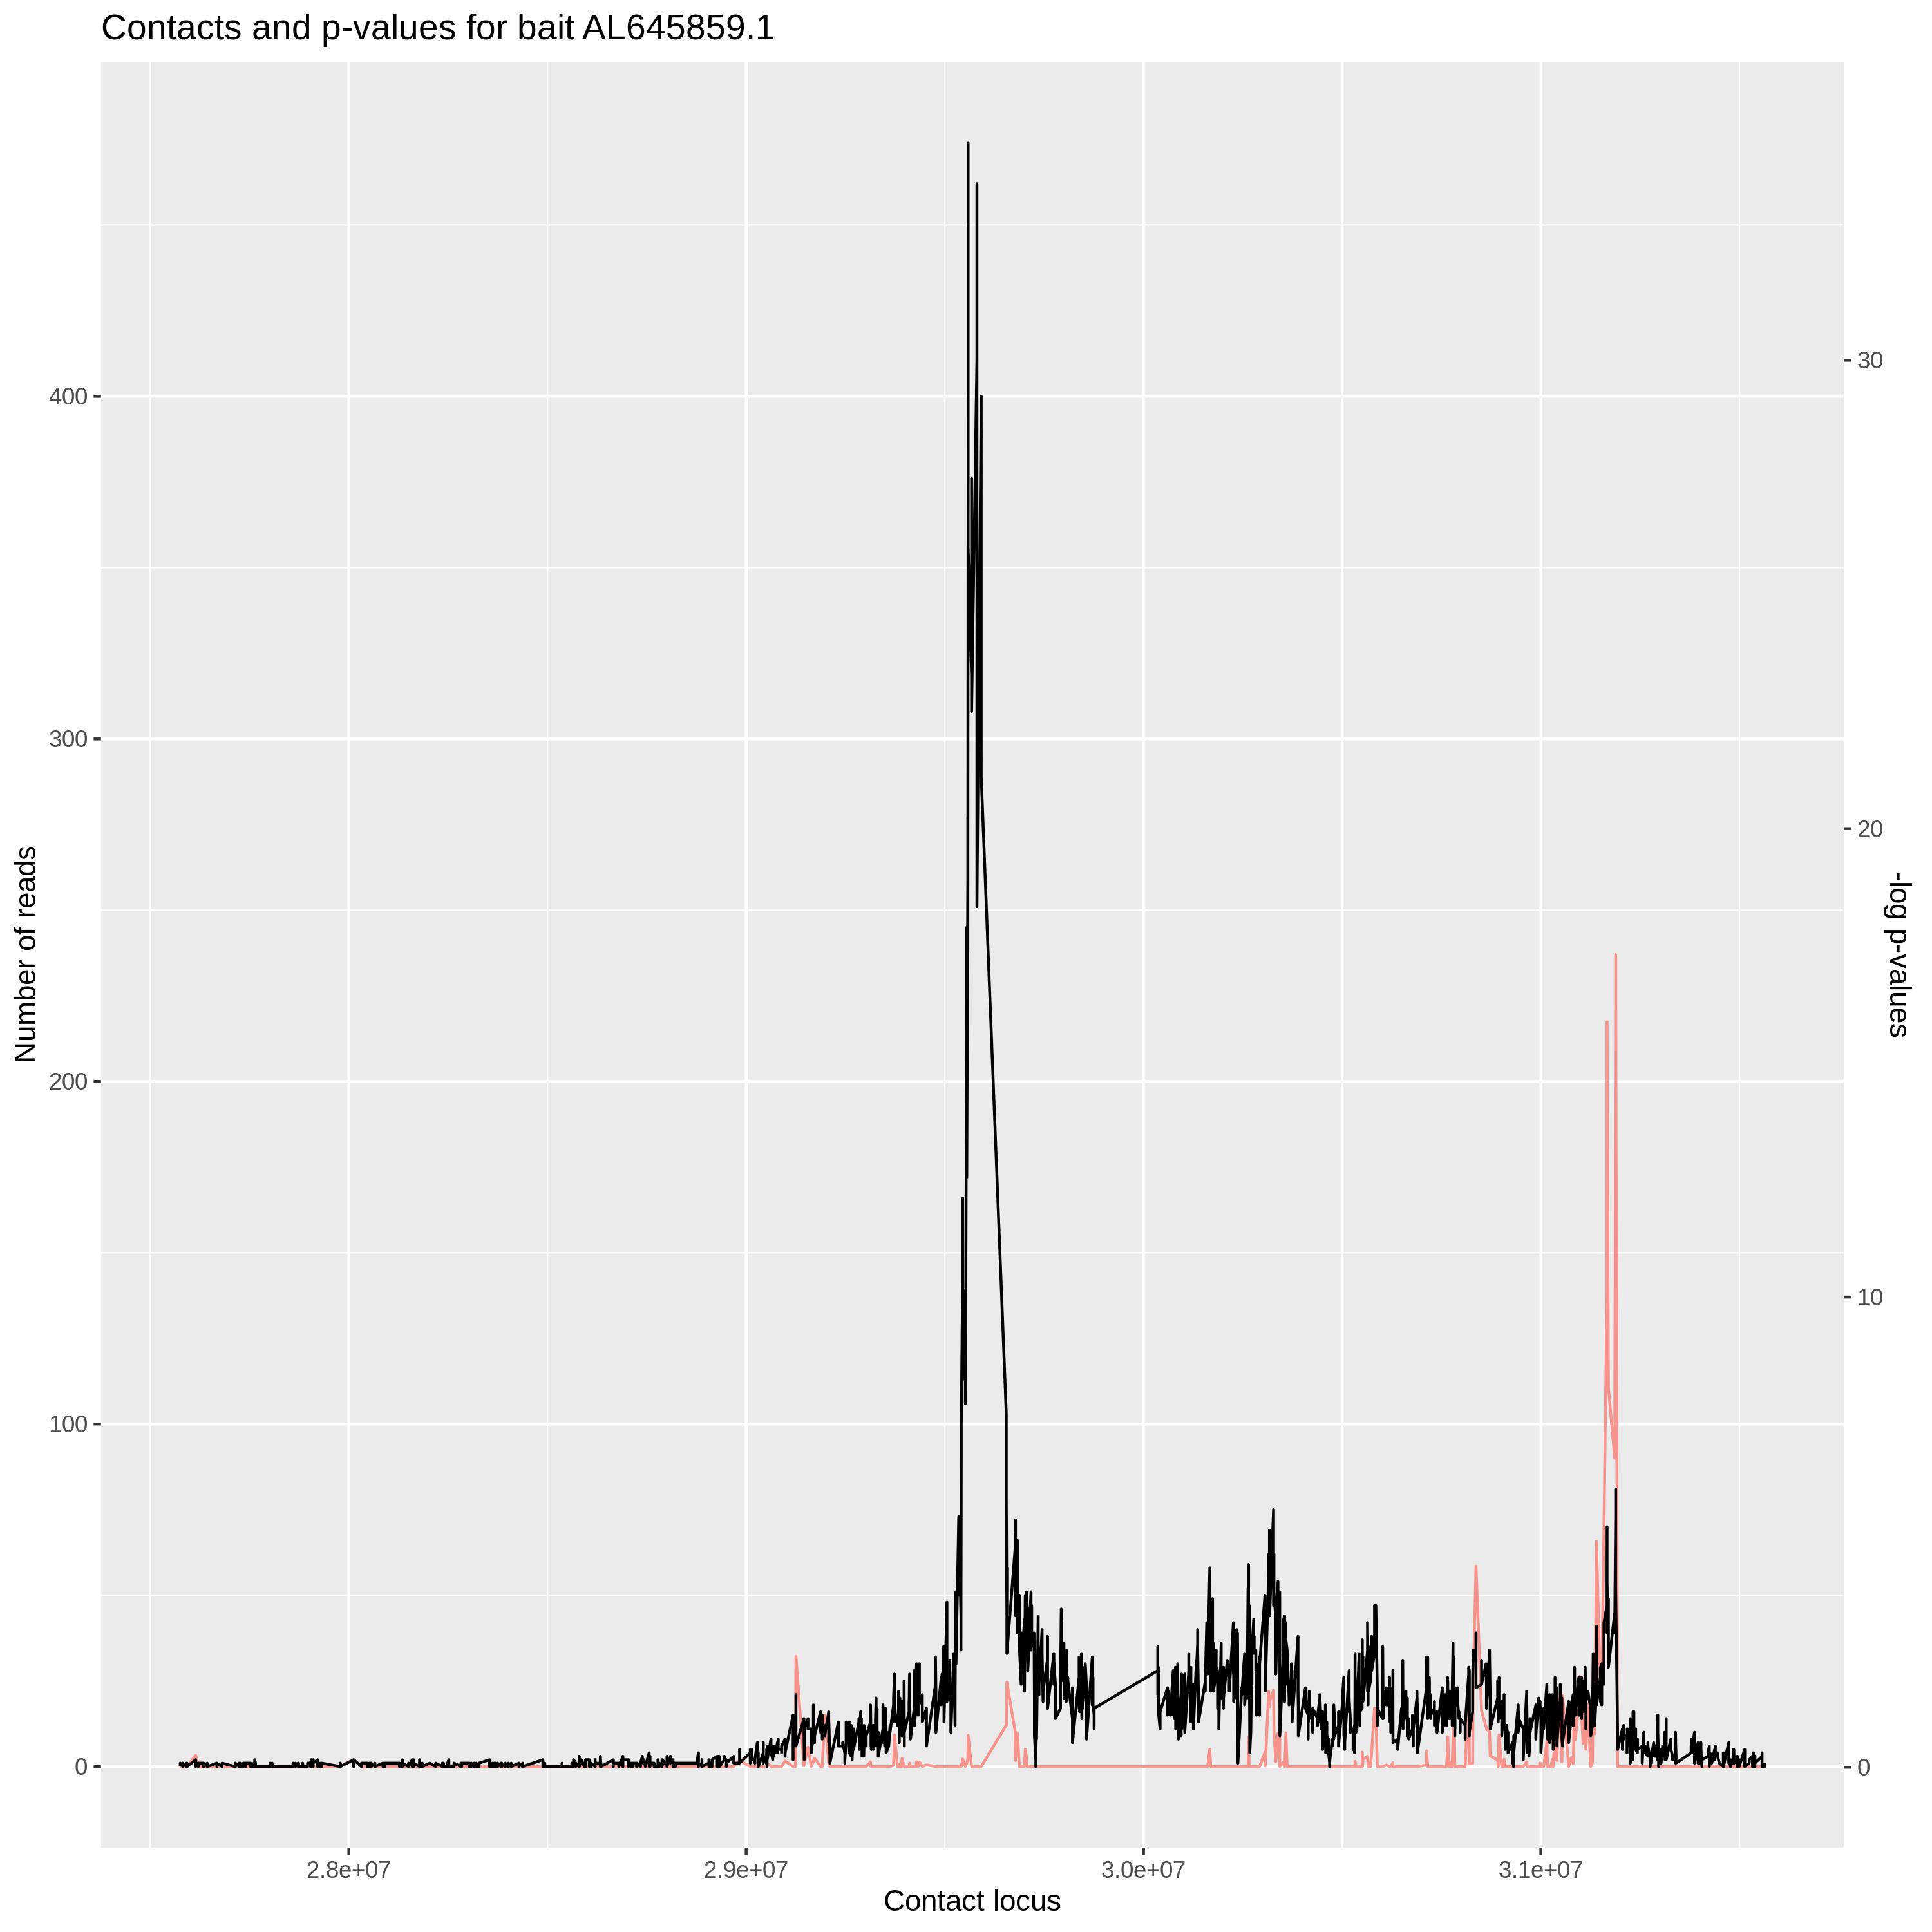 Contacts and p-values for bait AL645859.1
400
300
200
100
0
30
20
10
0
Number of reads
-log p-values
2.8e+07
2.9e+07
3.0e+07
3.1e+07
Contact locus